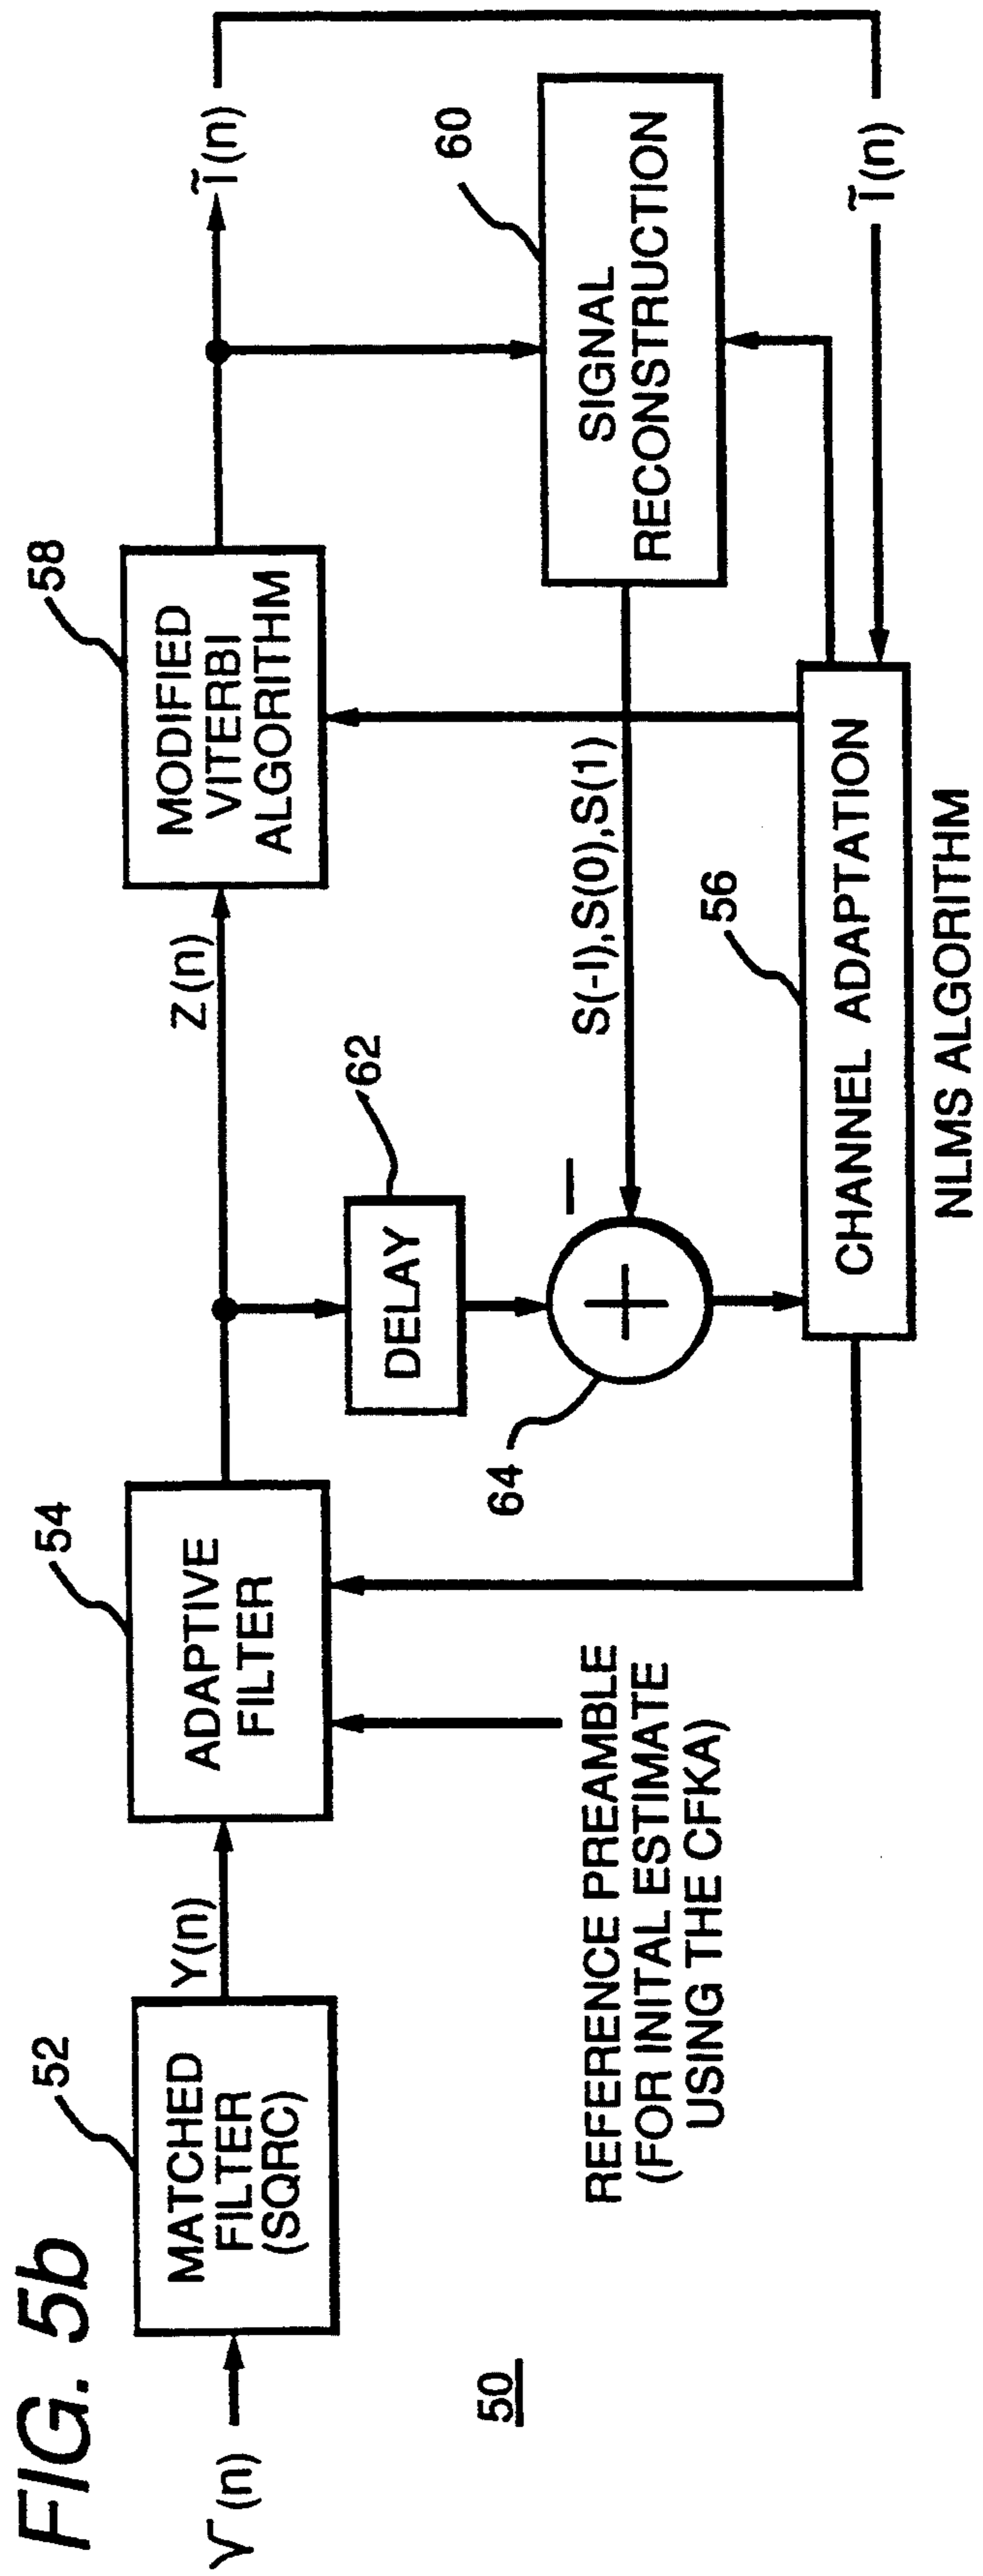 FIG. 5b
50
γ(n)
52
MATCHED
FILTER
(SQRC)
Y(n)
54
ADAPTIVE
FILTER
REFERENCE PREAMBLE
(FOR INITAL ESTIMATE
USING THE CFKA)
Z(n)
62
DELAY
64
+
−
S(-1),S(0),S(1)
58
MODIFIED
VITERBI
ALGORITHM
Ĩ(n)
60
SIGNAL
RECONSTRUCTION
Ĩ(n)
56
CHANNEL ADAPTATION
NLMS ALGORITHM